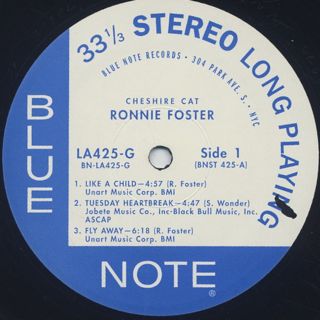 33 1/3 STEREO LONG PLAYING
BLUE NOTE RECORDS • 304 PARK AVE. S. • NYC
CHESHIRE CAT
RONNIE FOSTER
LA425-G
BN-LA425-G
Side 1
(BNST 425-A)
1. LIKE A CHILD—4:57 (R. Foster)
Unart Music Corp. BMI
2. TUESDAY HEARTBREAK—4:47 (S. Wonder)
Jobete Music Co., Inc-Black Bull Music, Inc.
ASCAP
3. FLY AWAY—6:18 (R. Foster)
Unart Music Corp. BMI
BLUE
NOTE®